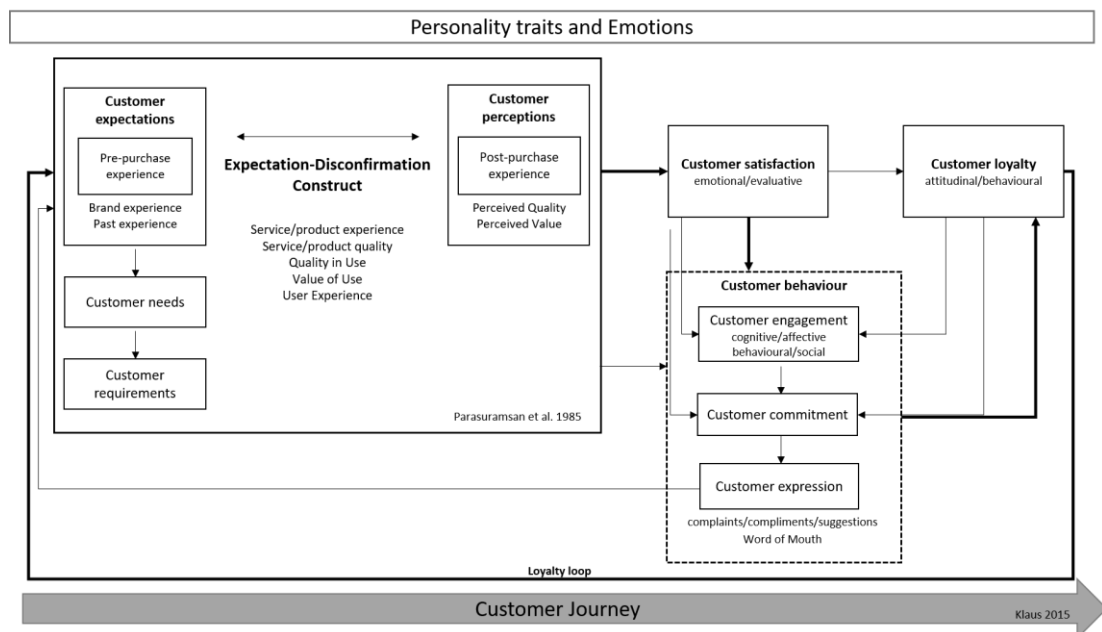 Personality traits and Emotions
Customer
expectations
Pre-purchase
experience
Brand experience
Past experience
Customer needs
Customer
requirements
Expectation-Disconfirmation
Construct
Service/product experience
Service/product quality
Quality in Use
Value of Use
User Experience
Customer
perceptions
Post-purchase
experience
Perceived Quality
Perceived Value
Parasuramsan et al. 1985
Customer satisfaction
emotional/evaluative
Customer loyalty
attitudinal/behavioural
Customer behaviour
Customer engagement
cognitive/affective
behavioural/social
Customer commitment
Customer expression
complaints/compliments/suggestions
Word of Mouth
Loyalty loop
Customer Journey
Klaus 2015